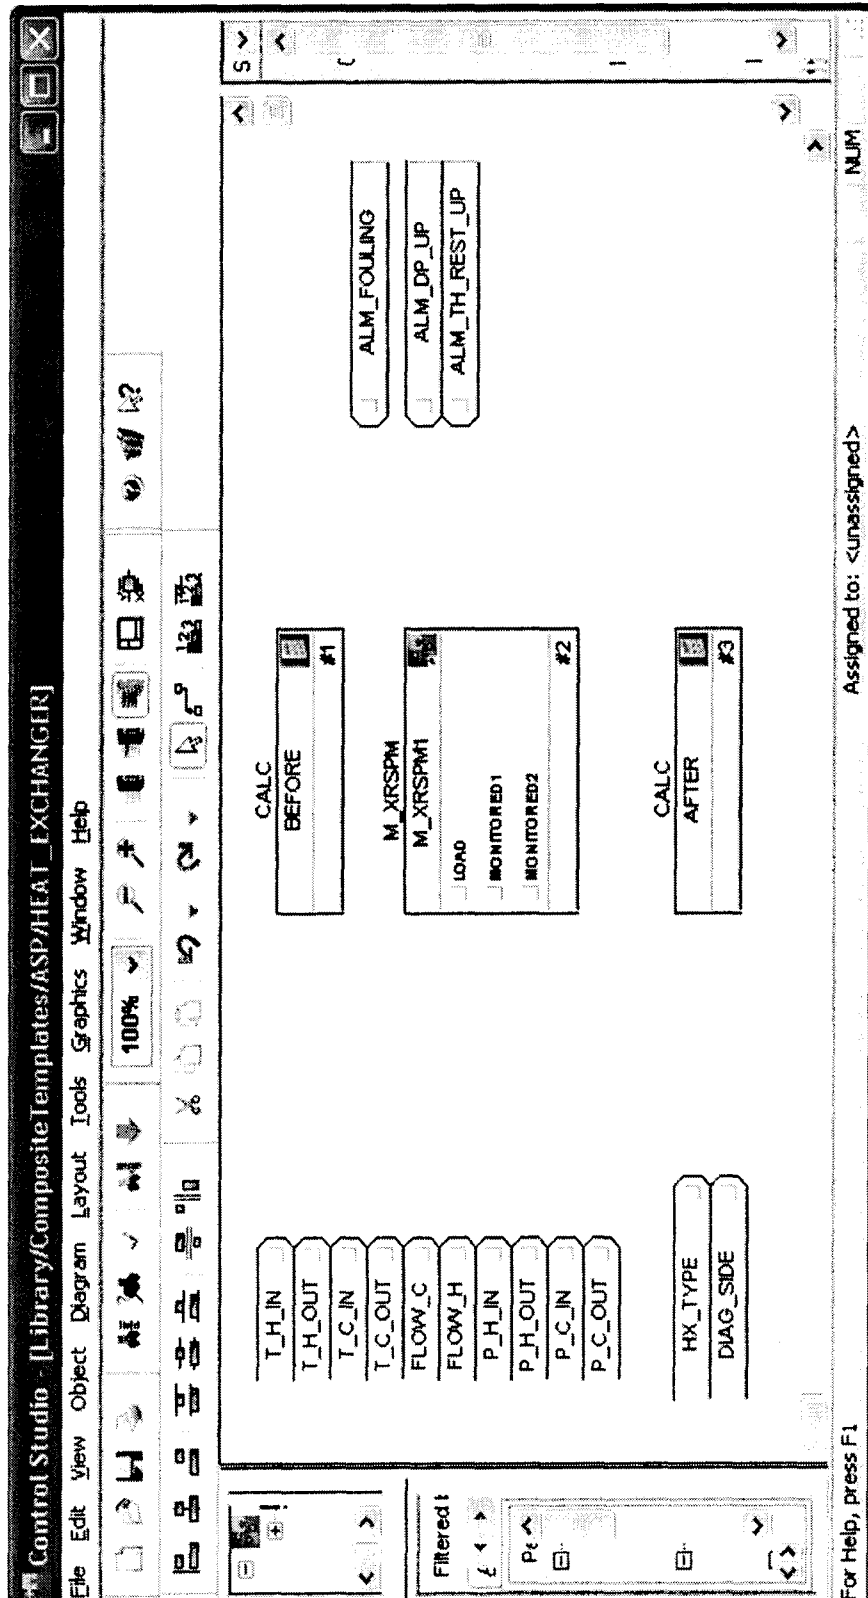 Control Studio - [Library/CompositeTemplates/ASP/HEAT_EXCHANGER]
File Edit View Object Diagram Layout Tools Graphics Window Help
100%
T_H_IN
T_H_OUT
T_C_IN
T_C_OUT
FLOW_C
FLOW_H
P_H_IN
P_H_OUT
P_C_IN
P_C_OUT
HX_TYPE
DIAG_SIDE
CALC
BEFORE
#1
M_XRSPM
M_XRSPM1
LOAD
MONITORED1
MONITORED2
#2
CALC
AFTER
#3
ALM_FOULING
ALM_DP_UP
ALM_TH_REST_UP
Filtered
S
For Help, press F1
Assigned to: <unassigned>
NUM